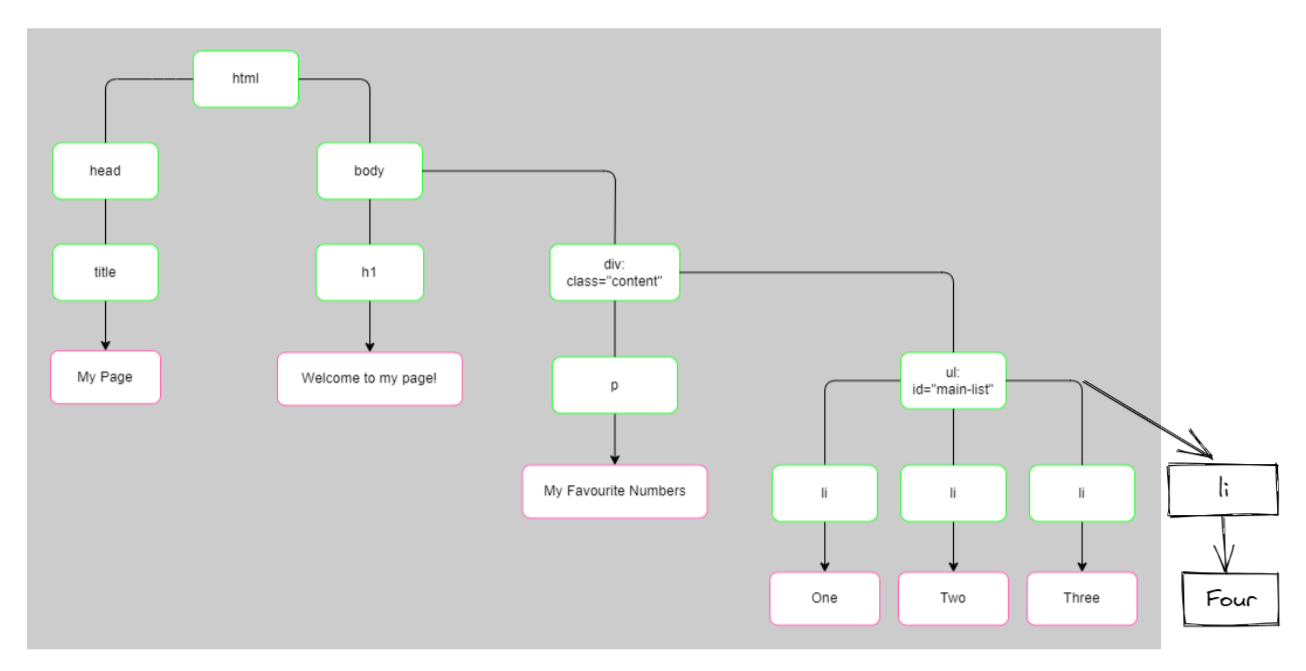 html
head
body
title
h1
div:
class="content"
My Page
Welcome to my page!
p
ul:
id="main-list"
My Favourite Numbers
li
li
li
li
One
Two
Three
Four